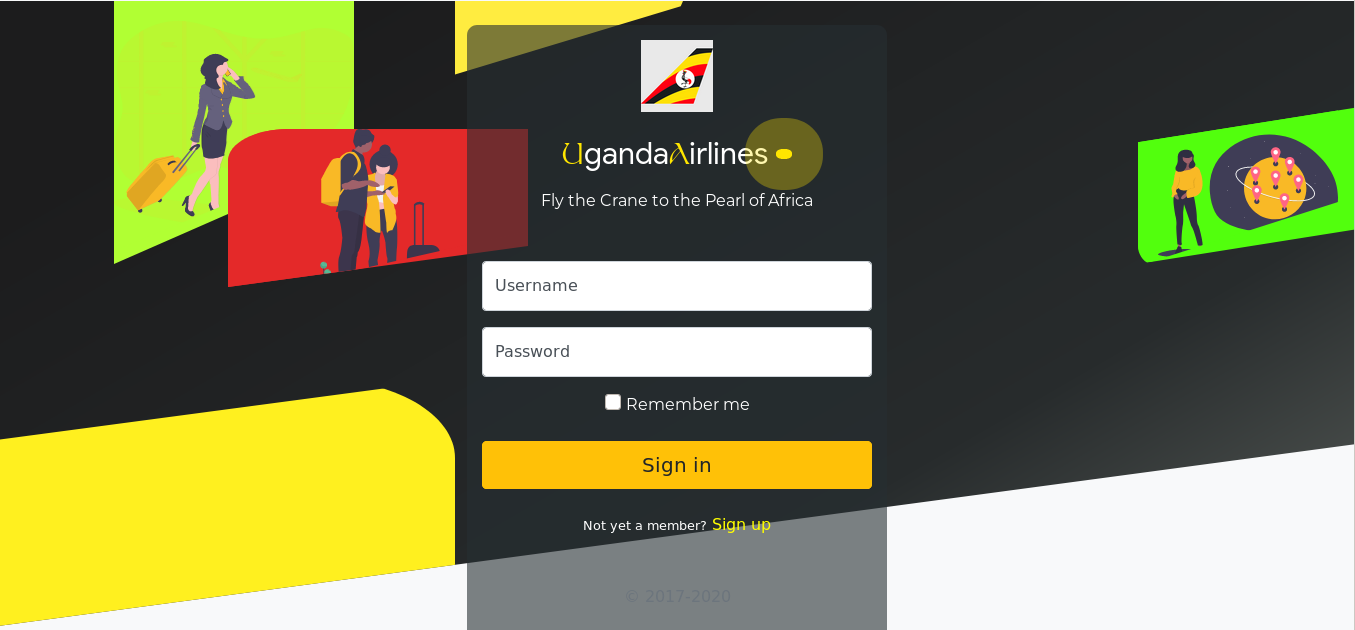 UgandaAirlines
Fly the Crane to the Pearl of Africa
Username
Password
Remember me
Sign in
Not yet a member? Sign up
© 2017-2020